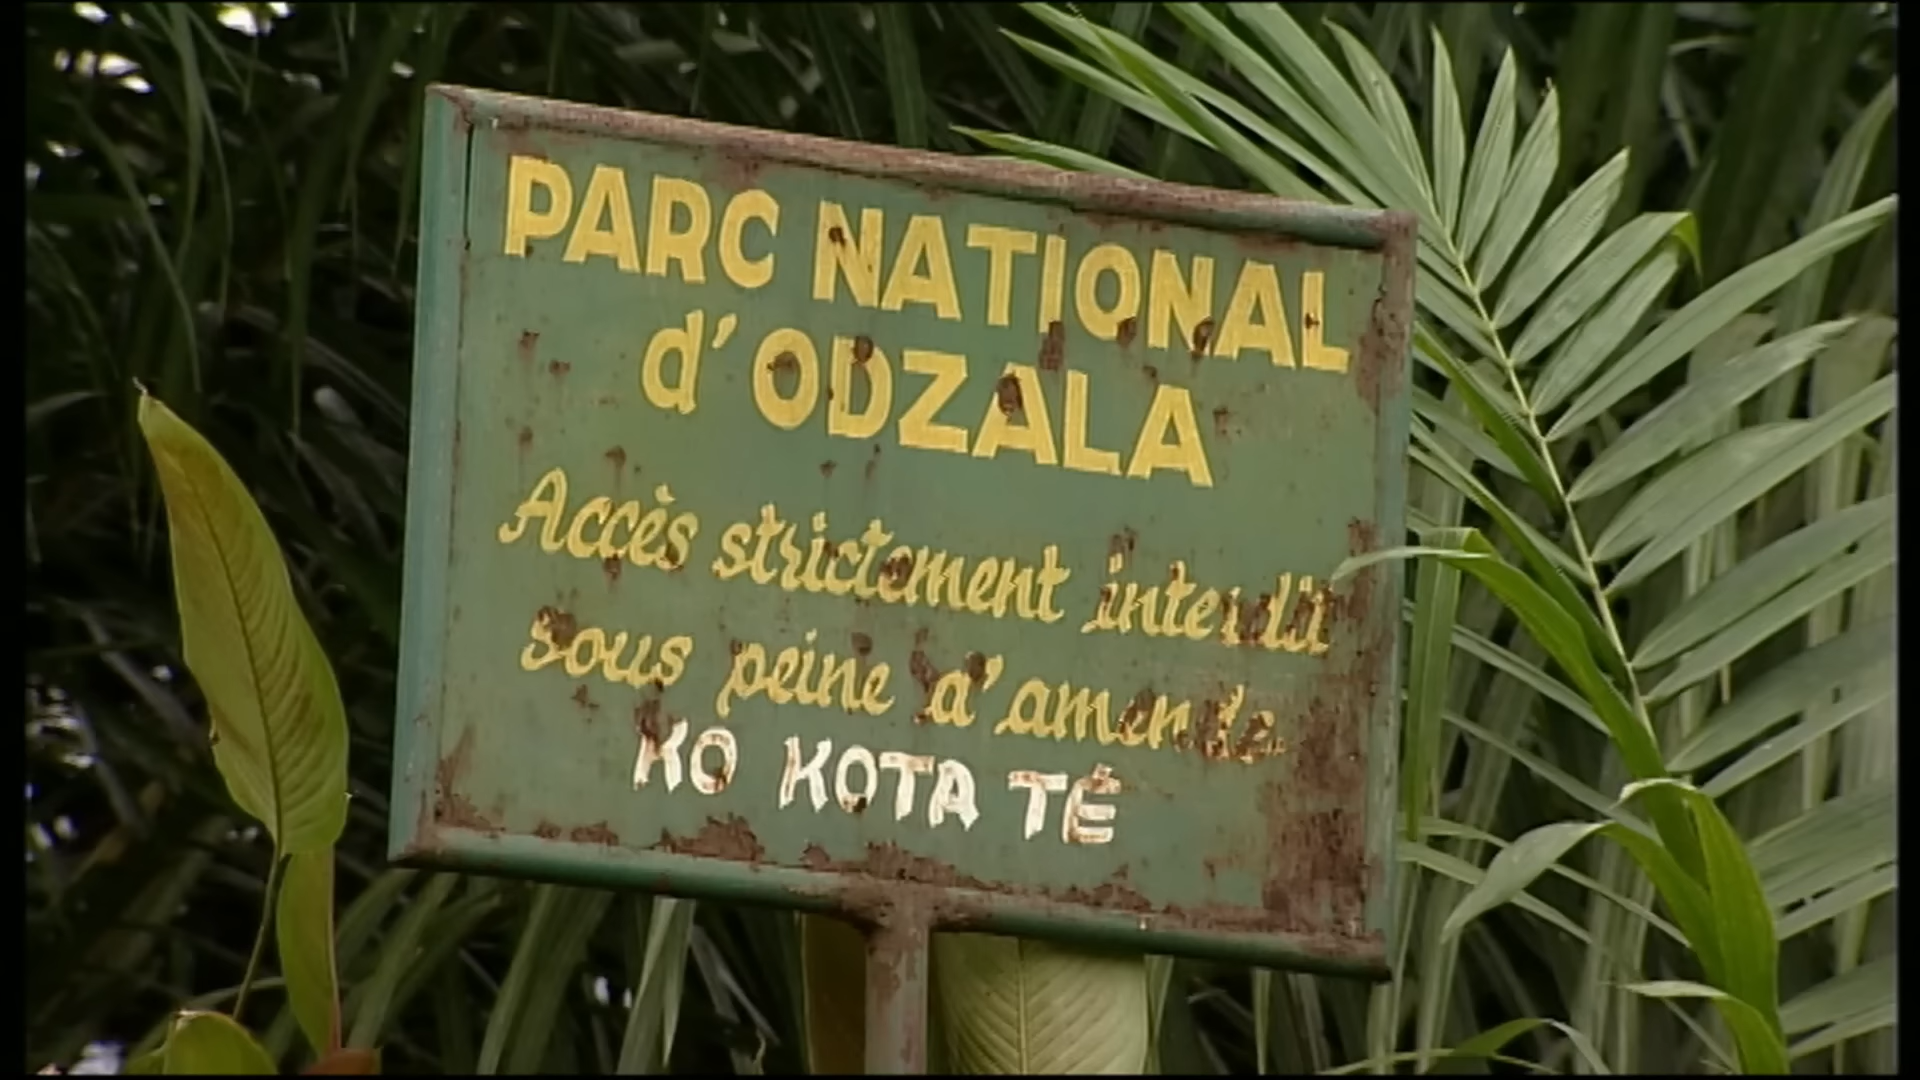 PARC NATIONAL
d'ODZALA
Accès strictement interdit
sous peine d'amende
KO KOTA TÉ